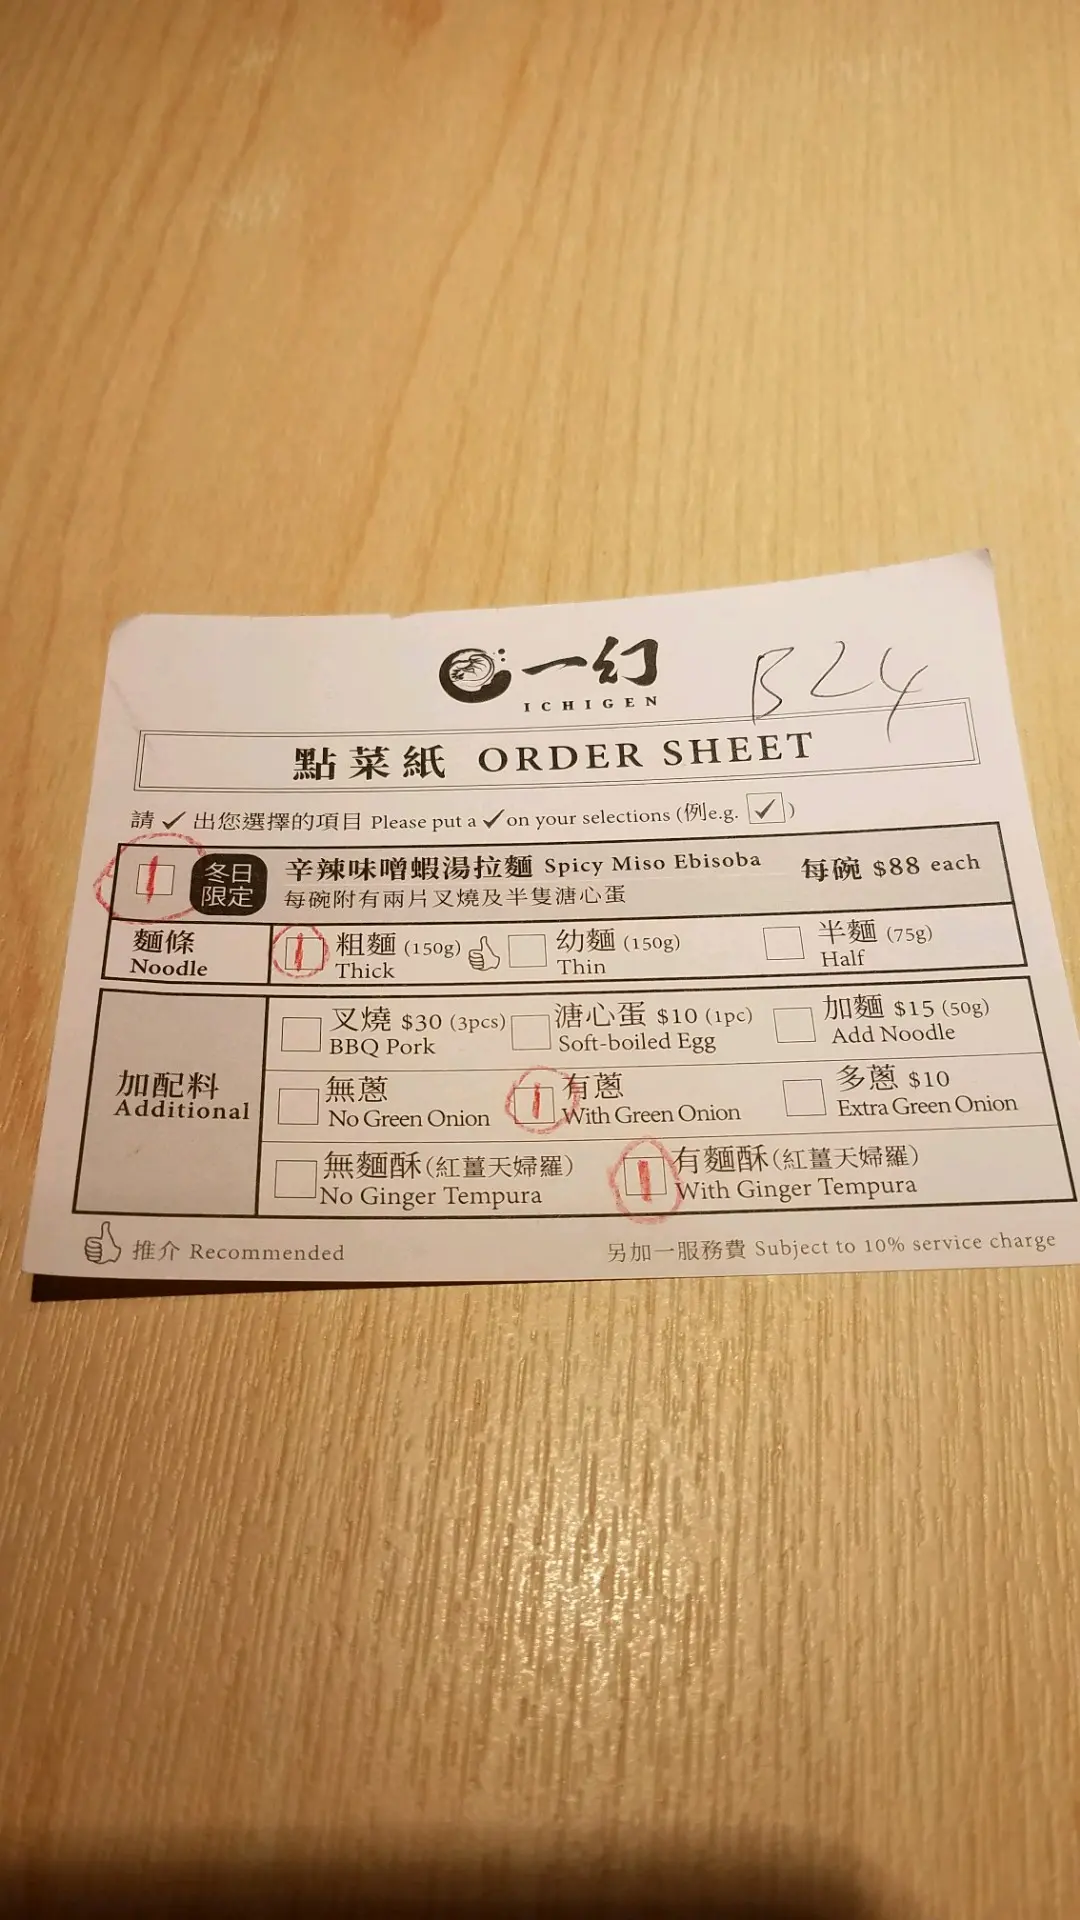 一幻
ICHIGEN
B24
點菜紙 ORDER SHEET
請✓出您選擇的項目 Please put a ✓ on your selections (例e.g. ✓)
1 冬日限定 辛辣味噌蝦湯拉麵 Spicy Miso Ebisoba 每碗 $88 each
每碗附有兩片叉燒及半隻溏心蛋
麵條 1 粗麵 (150g) 幼麵 (150g) 半麵 (75g)
Noodle Thick Thin Half
叉燒 $30 (3pcs) 溏心蛋 $10 (1pc) 加麵 $15 (50g)
BBQ Pork Soft-boiled Egg Add Noodle
加配料 無蔥 1 有蔥 多蔥 $10
Additional No Green Onion With Green Onion Extra Green Onion
無麵酥(紅薑天婦羅) 1 有麵酥(紅薑天婦羅)
No Ginger Tempura With Ginger Tempura
推介 Recommended 另加一服務費 Subject to 10% service charge